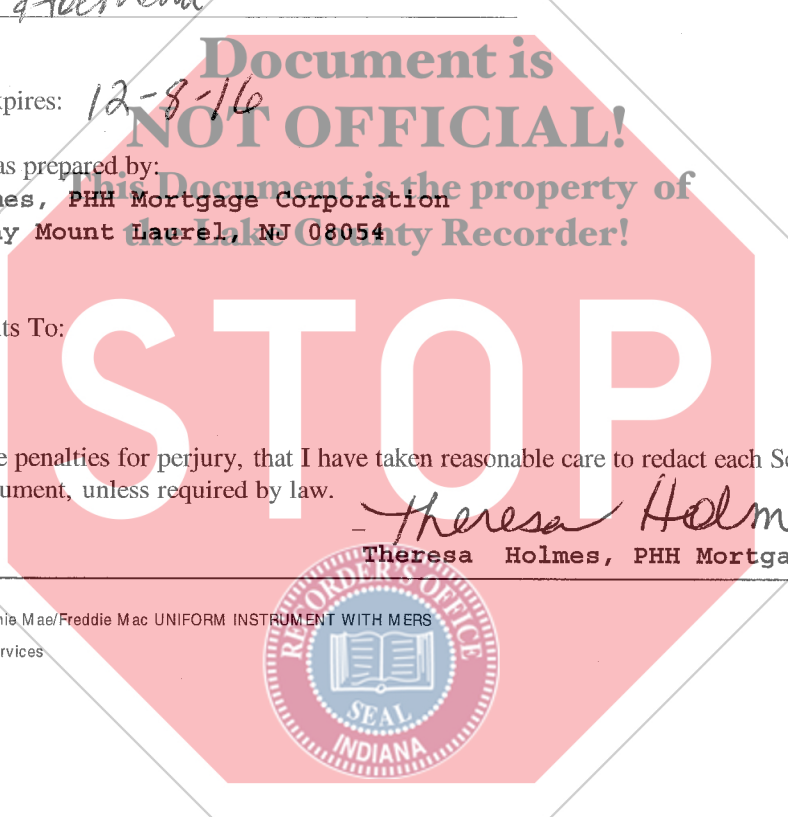 Document is
xpires: 12-8-16
NOT OFFICIAL!
as prepared by:
This Document is the property of
nes, PHH Mortgage Corporation
the Lake County Recorder!
y Mount Laurel, NJ 08054
ts To:
STOP
e penalties for perjury, that I have taken reasonable care to redact each So
ument, unless required by law.
Theresa Holm
Theresa Holmes, PHH Mortga
nie Mae/Freddie Mac UNIFORM INSTRUMENT WITH MERS
rvices
RECORDER'S OFFICE
SEAL
INDIANA